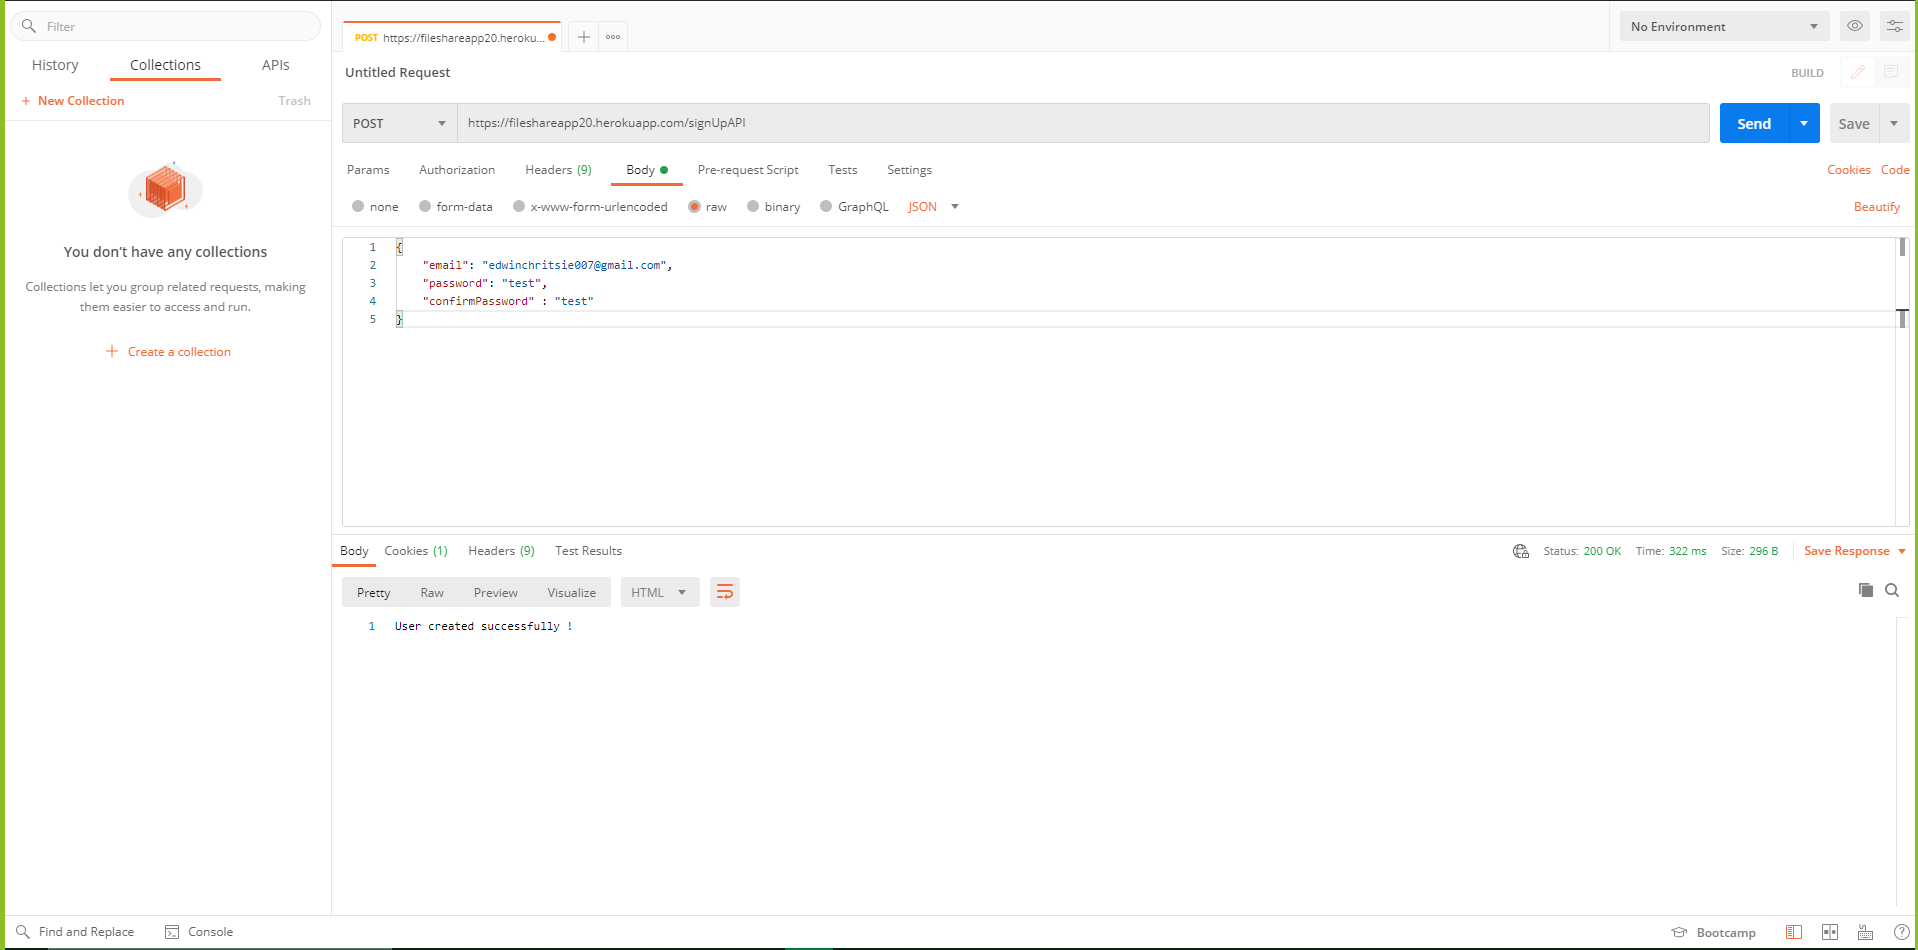 Filter
History Collections APIs
+ New Collection Trash
You don’t have any collections
Collections let you group related requests, making
them easier to access and run.
+ Create a collection
POST https://fileshareapp20.heroku...
No Environment
Untitled Request
BUILD
POST https://fileshareapp20.herokuapp.com/signUpAPI
Send Save
Params Authorization Headers (9) Body Pre-request Script Tests Settings Cookies Code
none form-data x-www-form-urlencoded raw binary GraphQL JSON Beautify
1 {
2 "email": "edwinchritsie007@gmail.com",
3 "password": "test",
4 "confirmPassword" : "test"
5 }
Body Cookies (1) Headers (9) Test Results Status: 200 OK Time: 322 ms Size: 296 B Save Response
Pretty Raw Preview Visualize HTML
1 User created successfully !
Find and Replace Console Bootcamp